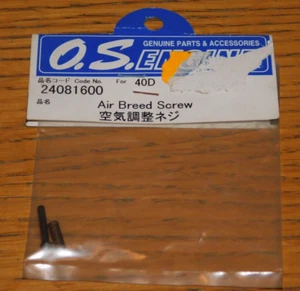 GENUINE PARTS & ACCESSORIES
O.S.ENGINE
品名コード Code No. For 40D
24081600
品名 Air Breed Screw
空気調整ネジ